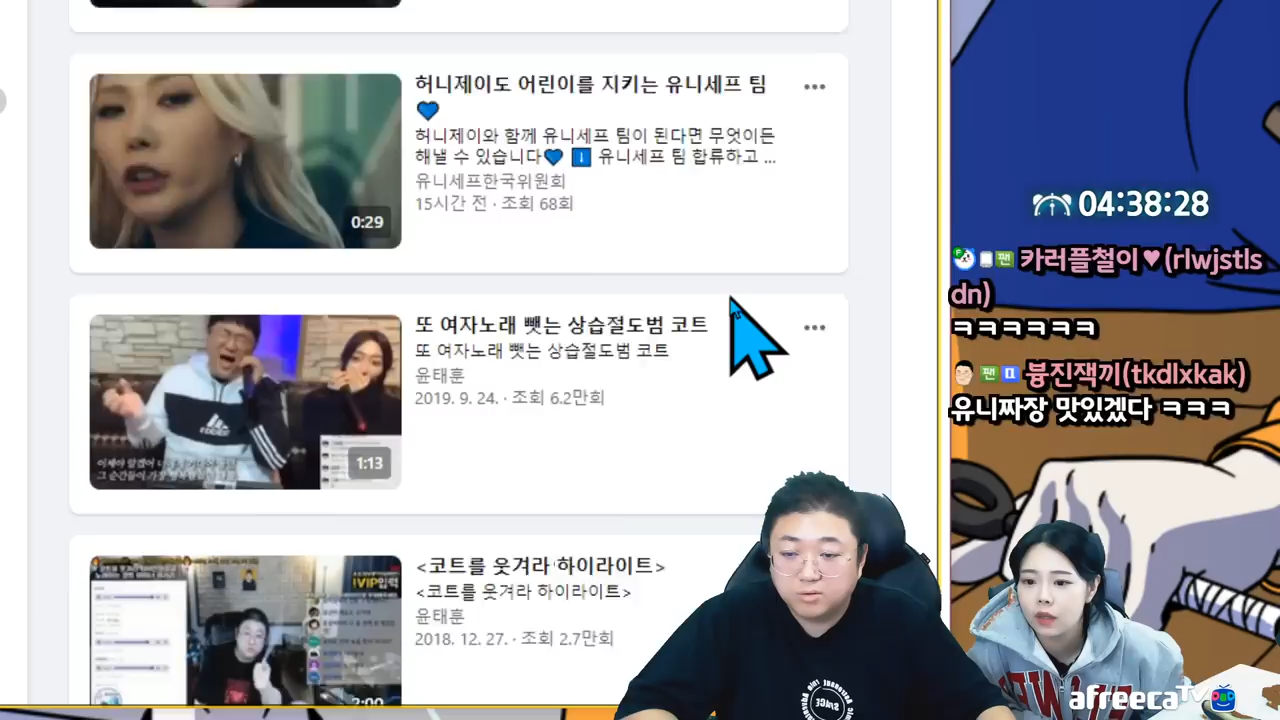 허니제이도 어린이를 지키는 유니세프 팀
💙
허니제이와 함께 유니세프 팀이 된다면 무엇이든
해낼 수 있습니다💙 ⬇ 유니세프 팀 합류하고 ...
유니세프한국위원회
15시간 전 · 조회 68회
0:29
또 여자노래 뺏는 상습절도범 코트
또 여자노래 뺏는 상습절도범 코트
윤태훈
2019. 9. 24. · 조회 6.2만회
1:13
<코트를 웃겨라 하이라이트>
<코트를 웃겨라 하이라이트>
윤태훈
2018. 12. 27. · 조회 2.7만회
!VIP입력
04:38:28
카러플철이♥(rlwjstls
dn)
ㅋㅋㅋㅋㅋㅋ
븅진잭끼(tkdlxkak)
유니짜장 맛있겠다 ㅋㅋㅋ
afreecaTV